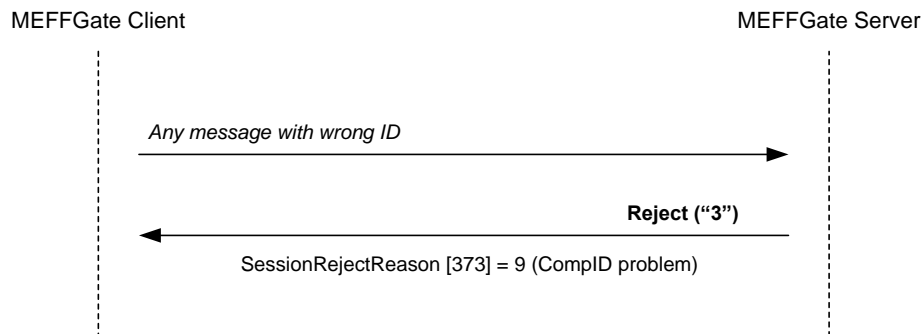 MEFFGate Client
MEFFGate Server
Any message with wrong ID
Reject (“3”)
SessionRejectReason [373] = 9 (CompID problem)